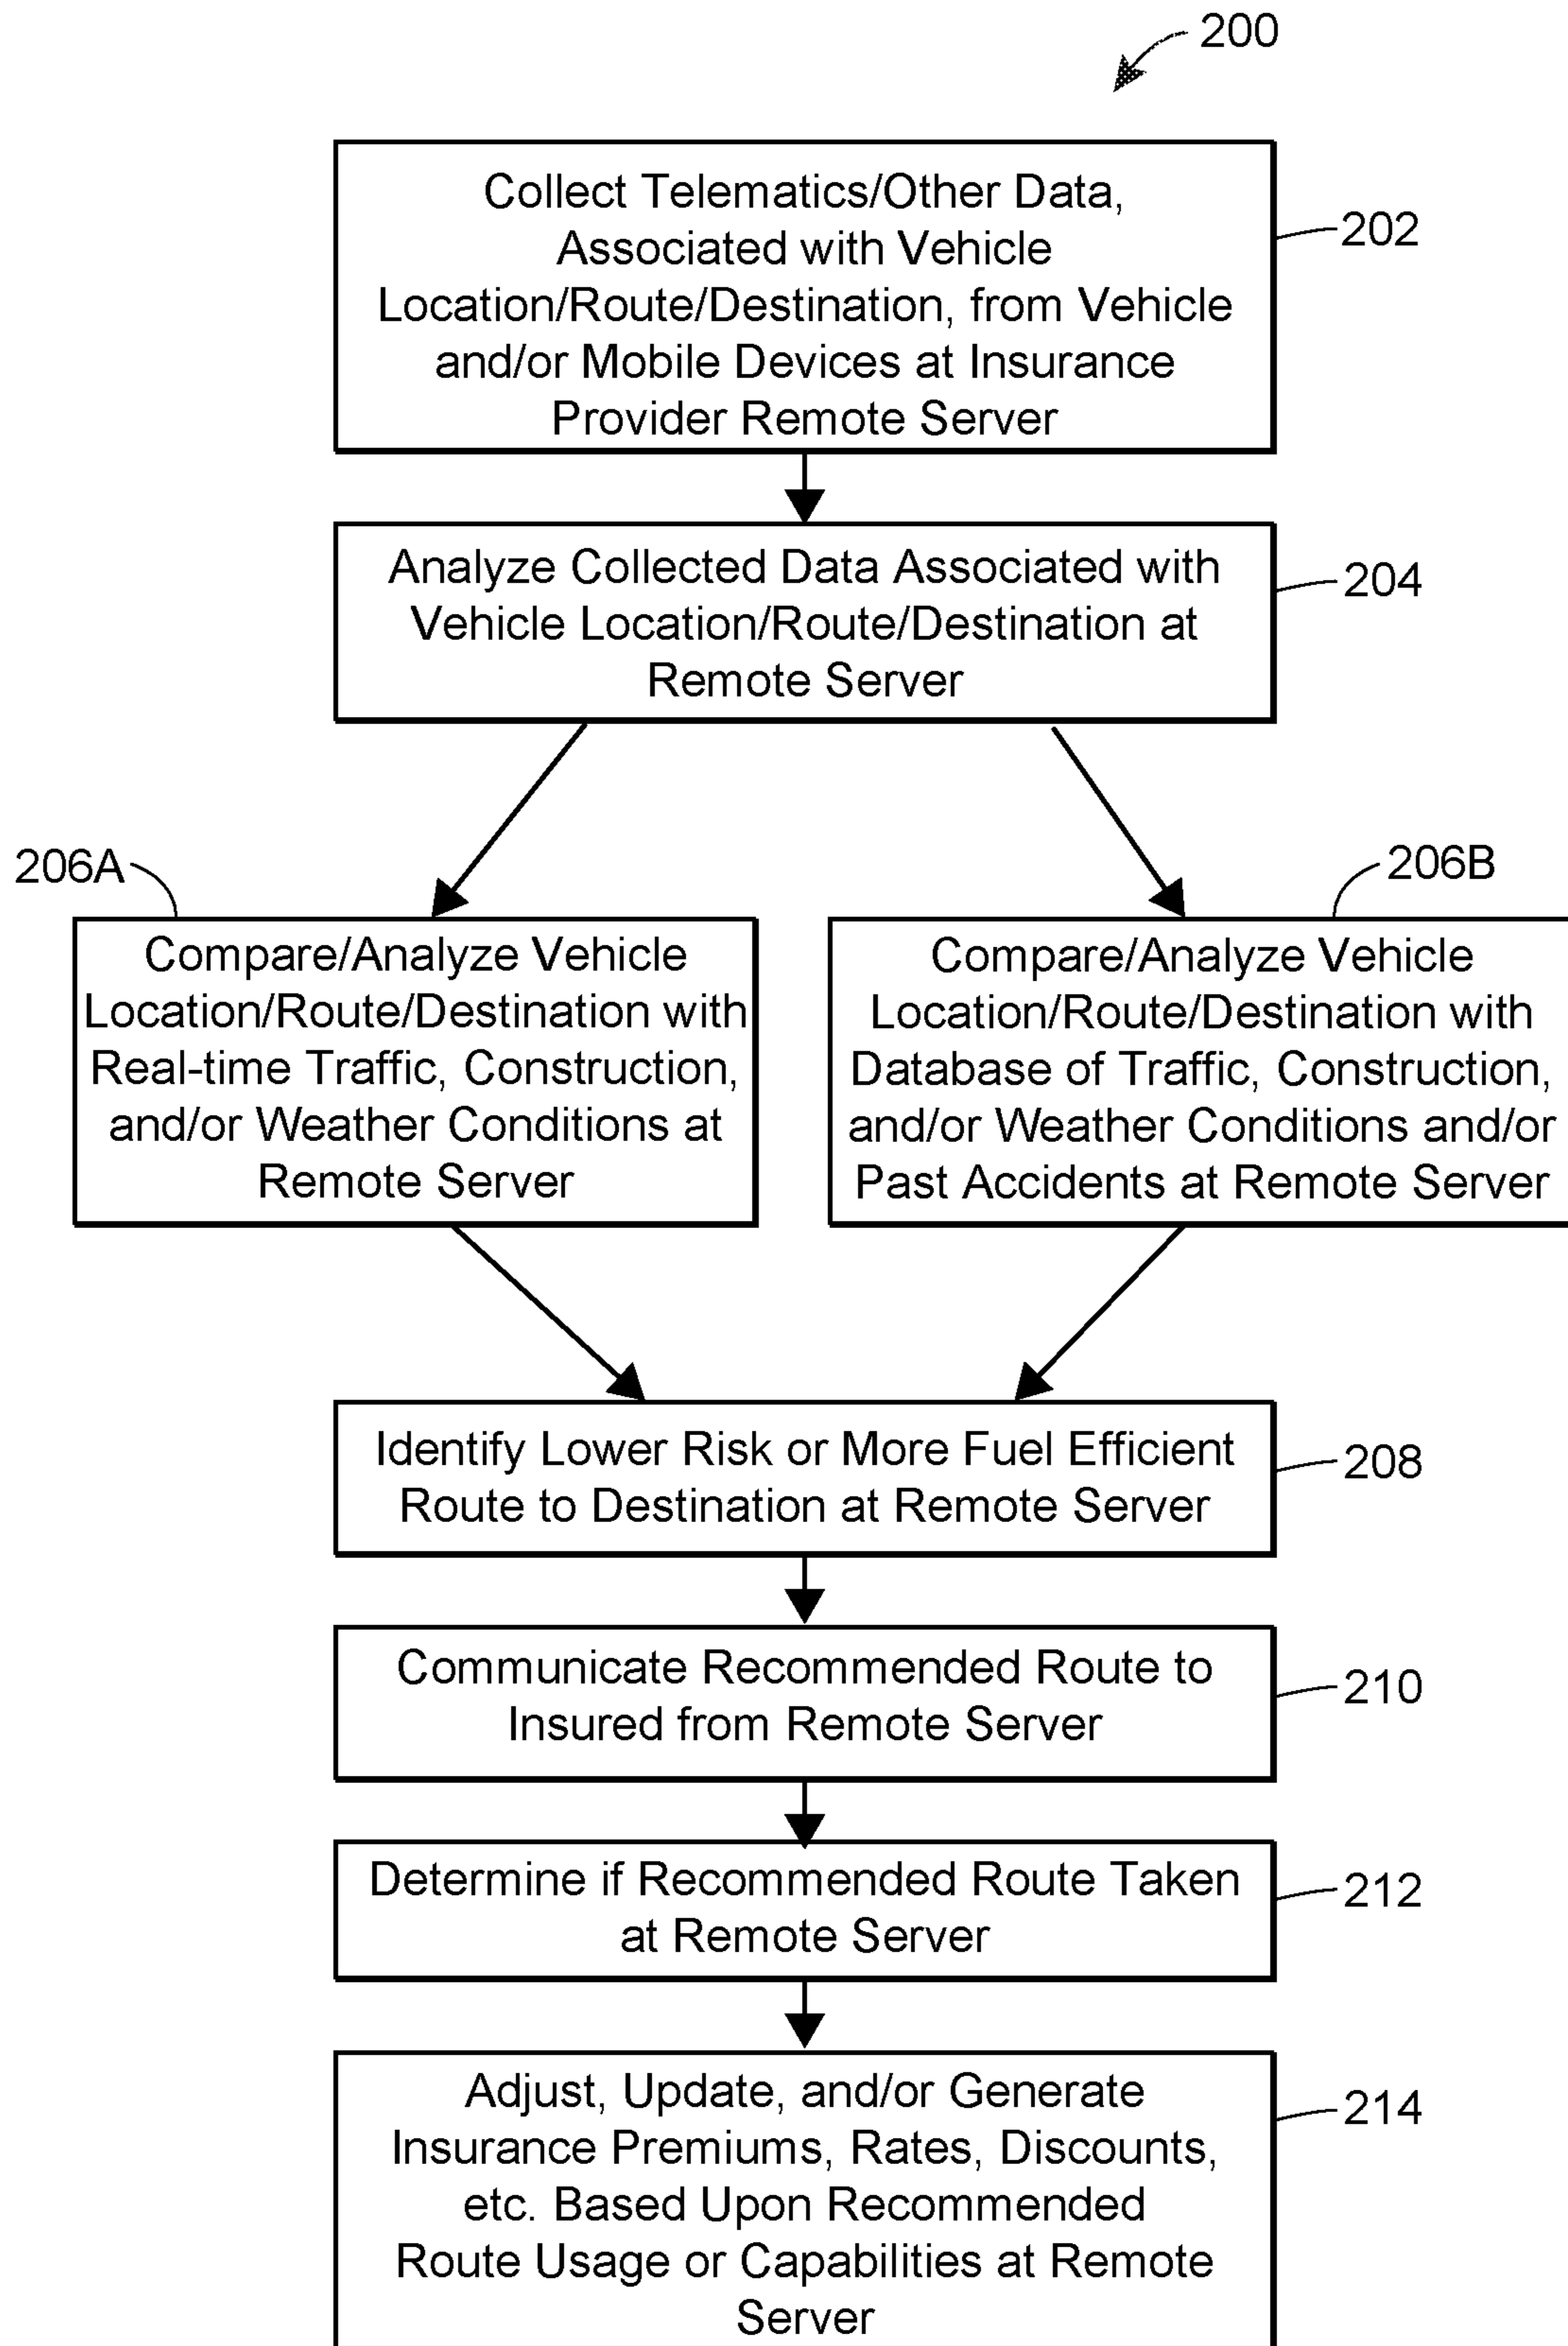 200
Collect Telematics/Other Data,
Associated with Vehicle
Location/Route/Destination, from Vehicle
and/or Mobile Devices at Insurance
Provider Remote Server
202
Analyze Collected Data Associated with
Vehicle Location/Route/Destination at
Remote Server
204
206A
Compare/Analyze Vehicle
Location/Route/Destination with
Real-time Traffic, Construction,
and/or Weather Conditions at
Remote Server
206B
Compare/Analyze Vehicle
Location/Route/Destination with
Database of Traffic, Construction,
and/or Weather Conditions and/or
Past Accidents at Remote Server
Identify Lower Risk or More Fuel Efficient
Route to Destination at Remote Server
208
Communicate Recommended Route to
Insured from Remote Server
210
Determine if Recommended Route Taken
at Remote Server
212
Adjust, Update, and/or Generate
Insurance Premiums, Rates, Discounts,
etc. Based Upon Recommended
Route Usage or Capabilities at Remote
Server
214